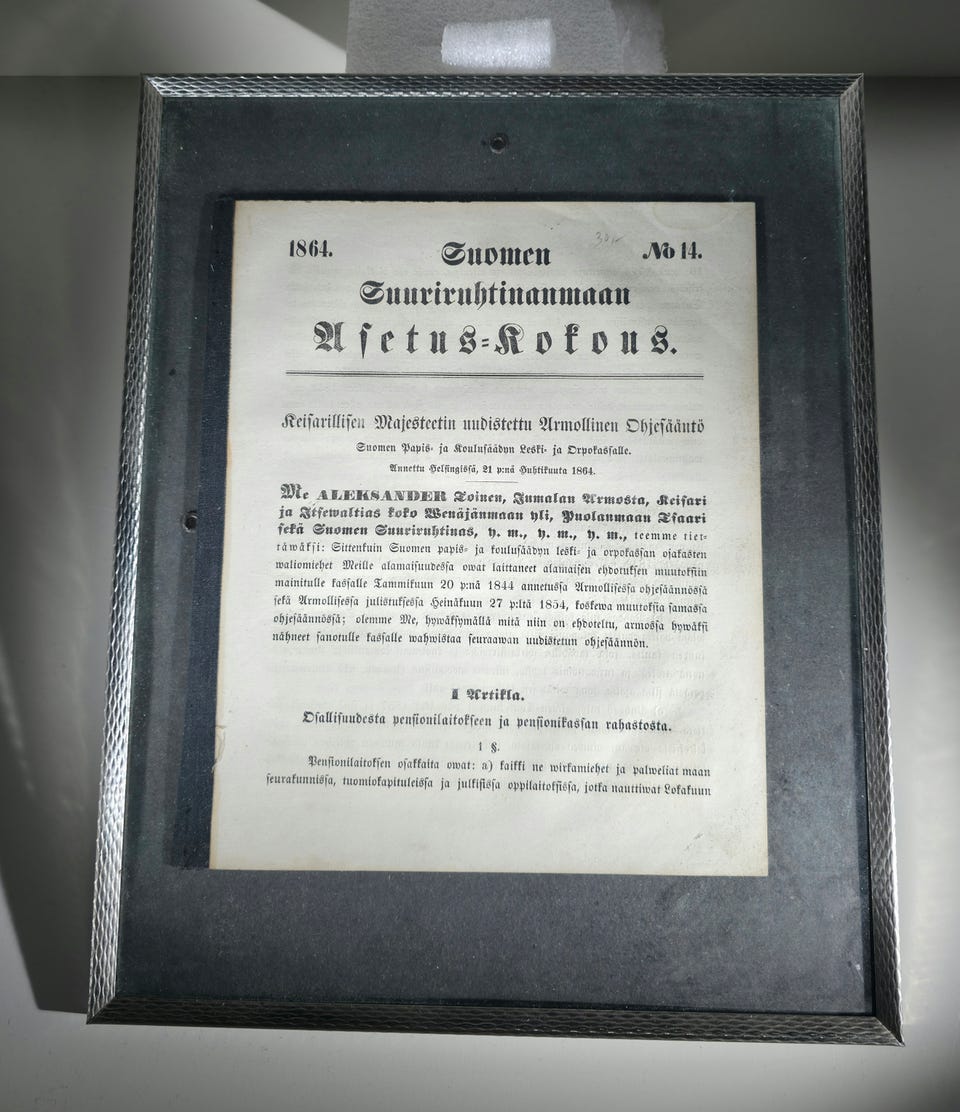 1864.
Suomen
No 14.
Suuriruhtinanmaan
Asetus-Kokous.
Keisarillisen Majesteetin uudistettu Armollinen Ohjesääntö
Suomen Papis- ja Koulusäädyn Leski- ja Orpokassalle.
Annettu Helsingissä, 21 p:nä Huhtikuuta 1864.
Me ALEKSANDER Toinen, Jumalan Armosta, Keisari
ja Itsewaltias koko Wenäjänmaan yli, Puolanmaan Tsaari
sekä Suomen Suuriruhtinas, y. m., y. m., y. m., teemme tiet-
täwäksi: Sittenkuin Suomen papis- ja koulusäädyn leski- ja orpokassan osakasten
waliomiehet Meille alamaisuudessa owat laittaneet alamaisen ehdotuksen muutoksiin
mainitulle kassalle Tammikuun 20 p:nä 1844 annetussa Armollisessa ohjesäännössä
sekä Armollisessa julistuksessa Heinäkuun 27 p:ltä 1854, koskewa muutoksia samassa
ohjesäännössä; olemme Me, hywäksymällä mitä niin on ehdoteltu, armossa hywäksi
nähneet sanotulle kassalle wahwistaa seuraawan uudistetun ohjesäännön.
I Artikla.
Osallisuudesta pensionilaitokseen ja pensionikassan rahastosta.
1 §.
Pensionilaitoksen osakkaita owat: a) kaikki ne wirkamiehet ja palweliat maan
seurakunnissa, tuomiokapituleissa ja julkisissa oppilaitoksissa, jotka nauttiwat Lokakuun